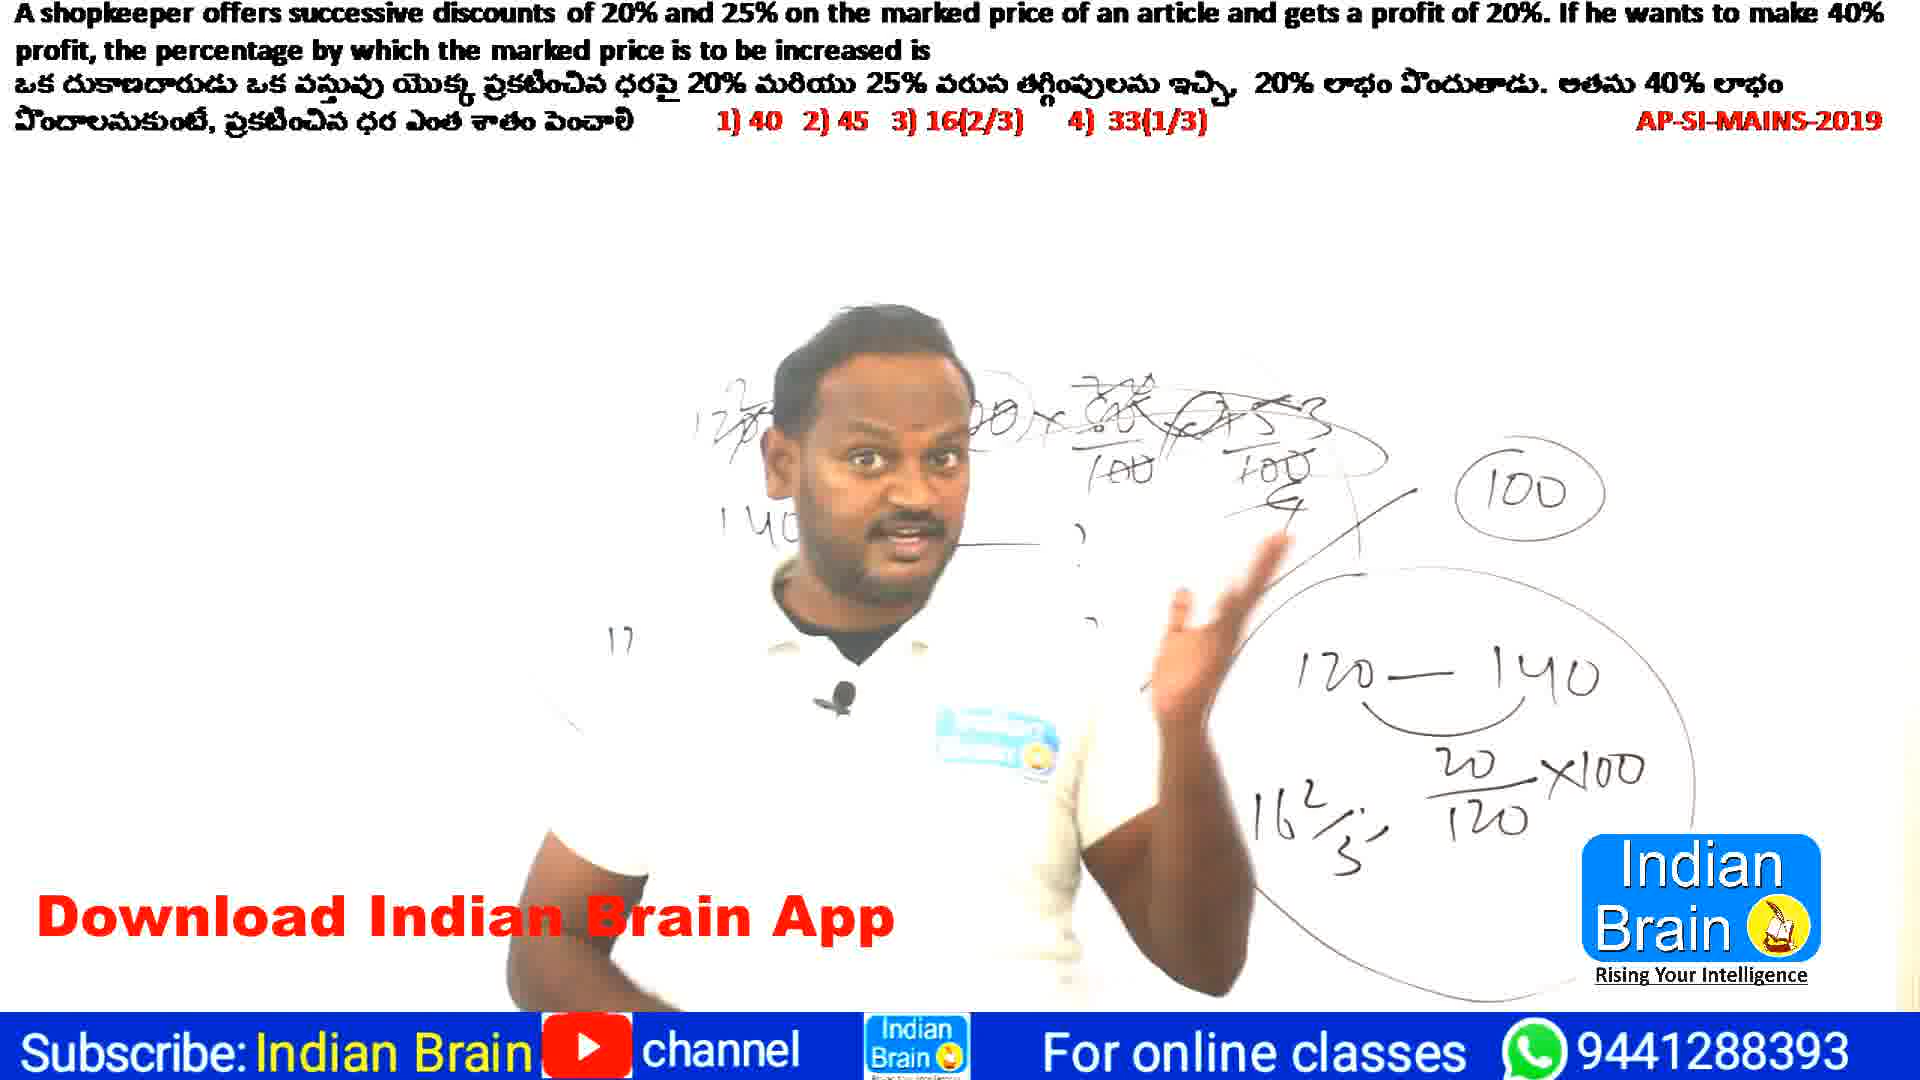 A shopkeeper offers successive discounts of 20% and 25% on the marked price of an article and gets a profit of 20%. If he wants to make 40%
profit, the percentage by which the marked price is to be increased is
ఒక దుకాణదారుడు ఒక వస్తువు యొక్క ప్రకటించిన ధరపై 20% మరియు 25% వరుస తగ్గింపులను ఇచ్చి, 20% లాభం పొందుతాడు. అతను 40% లాభం
పొందాలనుకుంటే, ప్రకటించిన ధర ఎంత శాతం పెంచాలి 1) 40 2) 45 3) 16(2/3) 4) 33(1/3) AP-SI-MAINS-2019
100
140 ?
120 — 140
20/120 ×100
16 2/3
Download Indian Brain App
Indian
Brain
Rising Your Intelligence
Subscribe: Indian Brain channel Indian Brain For online classes 9441288393